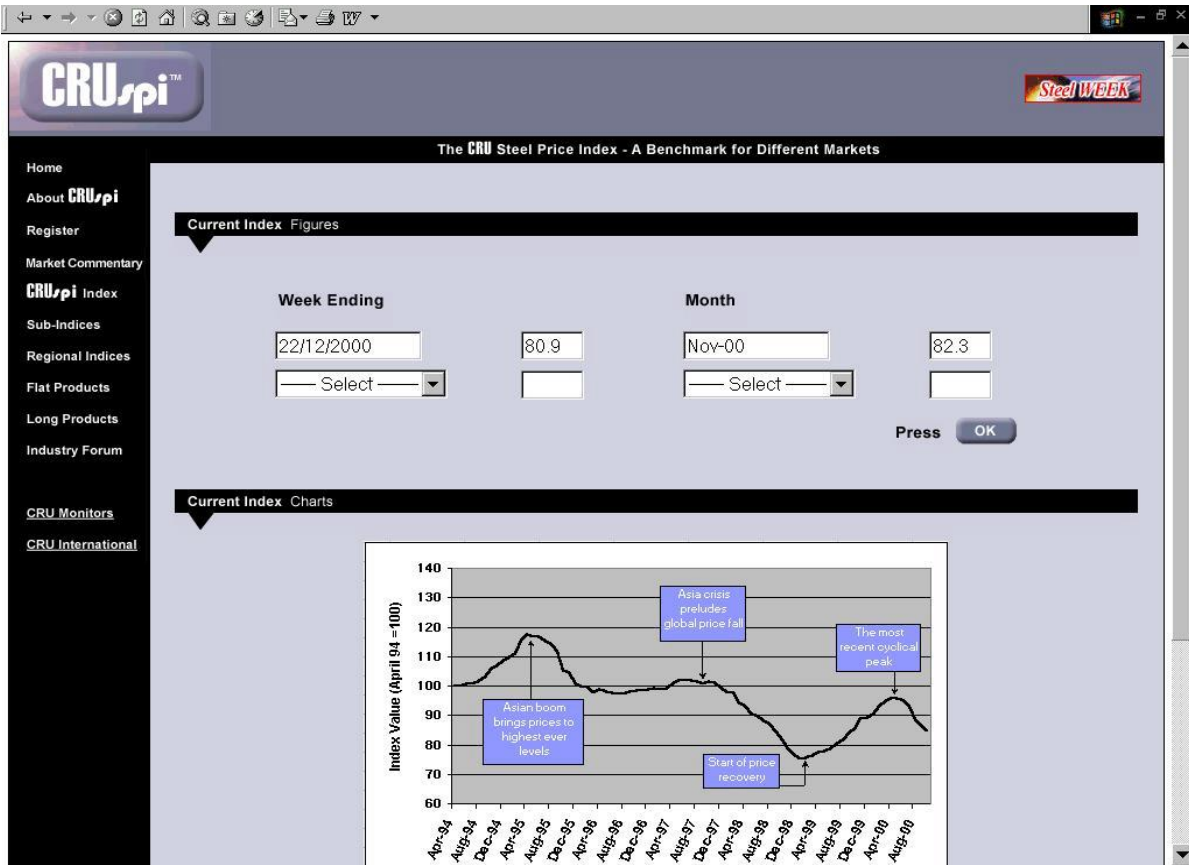 CRUspi™
Steel WEEK
The CRU Steel Price Index - A Benchmark for Different Markets
Home
About CRUspi
Register
Market Commentary
CRUspi Index
Sub-Indices
Regional Indices
Flat Products
Long Products
Industry Forum
CRU Monitors
CRU International
Current Index Figures
Week Ending
Month
22/12/2000
80.9
Nov-00
82.3
Select
Select
Press OK
Current Index Charts
Index Value (April 94 =100)
140
130
120
110
100
90
80
70
60
Asian boom
brings prices to
highest ever
levels
Asia crisis
preludes
global price fall
Start of price
recovery
The most
recent cyclical
peak
Apr-94
Aug-94
Dec-94
Apr-95
Aug-95
Dec-95
Apr-96
Aug-96
Dec-96
Apr-97
Aug-97
Dec-97
Apr-98
Aug-98
Dec-98
Apr-99
Aug-99
Dec-99
Apr-00
Aug-00